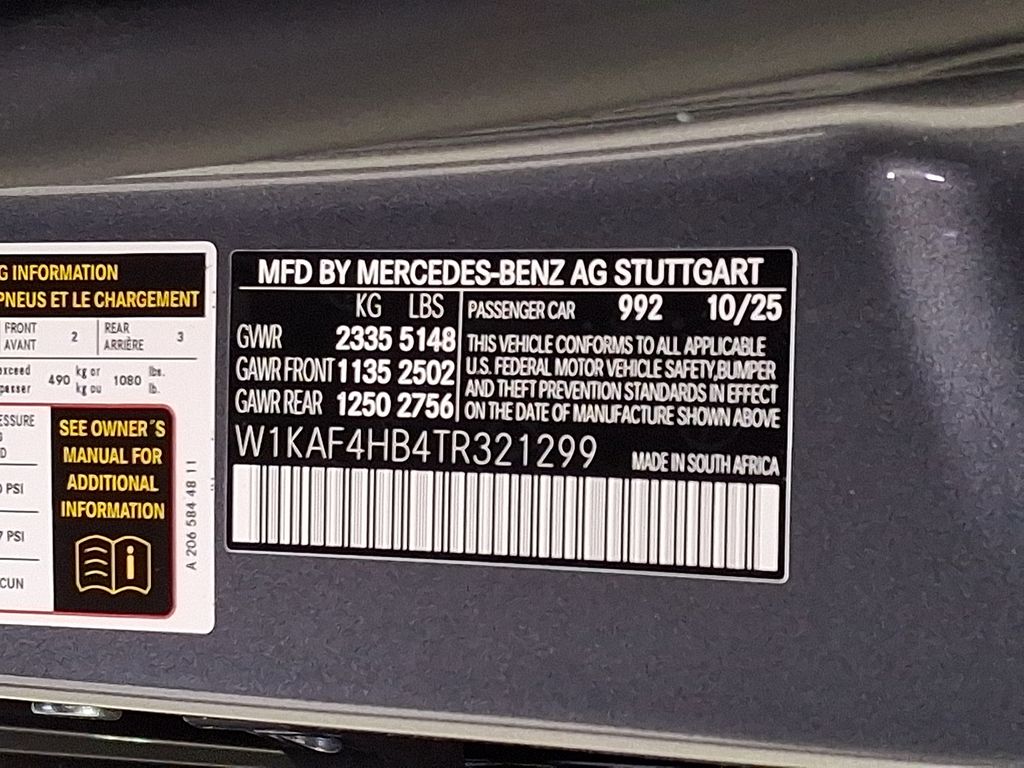 G INFORMATION
PNEUS ET LE CHARGEMENT
FRONT AVANT 2 REAR ARRIÈRE 3
exceed passer 490 kg or kg ou 1080 lbs. lb.
ESSURE
G
D
0 PSI
7 PSI
CUN
SEE OWNER´S
MANUAL FOR
ADDITIONAL
INFORMATION
i
A 206 584 48 11
MFD BY MERCEDES-BENZ AG STUTTGART
KG LBS
GVWR 2335 5148
GAWR FRONT 1135 2502
GAWR REAR 1250 2756
PASSENGER CAR 992 10/25
THIS VEHICLE CONFORMS TO ALL APPLICABLE
U.S. FEDERAL MOTOR VEHICLE SAFETY,BUMPER
AND THEFT PREVENTION STANDARDS IN EFFECT
ON THE DATE OF MANUFACTURE SHOWN ABOVE
W1KAF4HB4TR321299
MADE IN SOUTH AFRICA